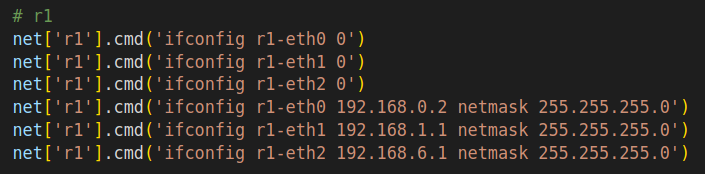 # r1
net['r1'].cmd('ifconfig r1-eth0 0')
net['r1'].cmd('ifconfig r1-eth1 0')
net['r1'].cmd('ifconfig r1-eth2 0')
net['r1'].cmd('ifconfig r1-eth0 192.168.0.2 netmask 255.255.255.0')
net['r1'].cmd('ifconfig r1-eth1 192.168.1.1 netmask 255.255.255.0')
net['r1'].cmd('ifconfig r1-eth2 192.168.6.1 netmask 255.255.255.0')